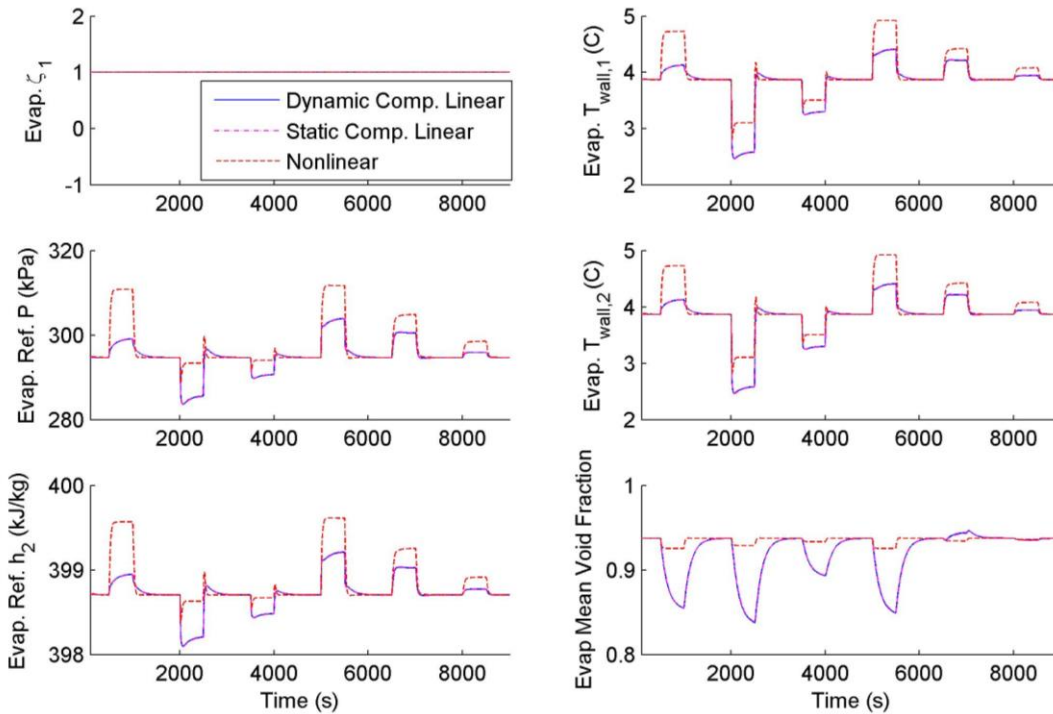 Evap. ζ1
2
1
0
-1
2000 4000 6000 8000
Dynamic Comp. Linear
Static Comp. Linear
Nonlinear
Evap. Twall,1 (C)
5
4
3
2
2000 4000 6000 8000
Evap. Ref. P (kPa)
320
300
280
2000 4000 6000 8000
Evap. Twall,2 (C)
5
4
3
2
2000 4000 6000 8000
Evap. Ref. h2 (kJ/kg)
400
399
398
2000 4000 6000 8000
Time (s)
Evap Mean Void Fraction
1
0.9
0.8
2000 4000 6000 8000
Time (s)